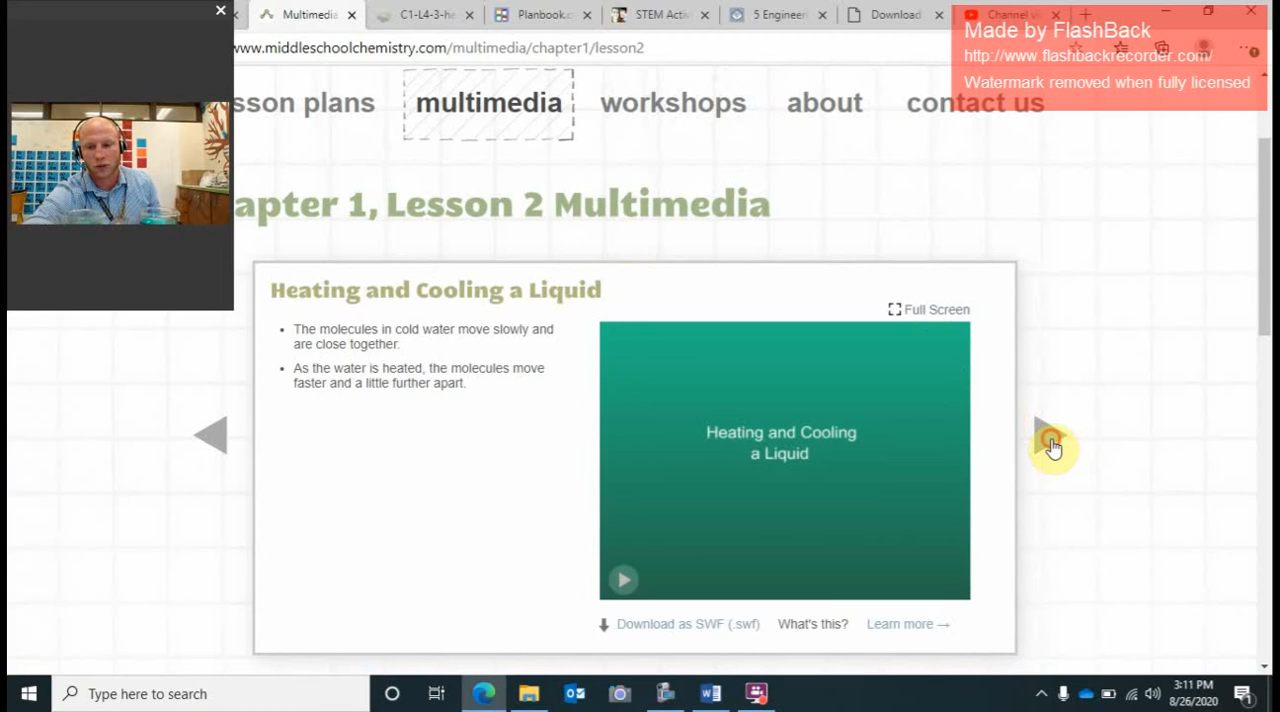 Multimedia
C1-L4-3-he
Planbook.c
STEM Activ
5 Engineer
Download
Channel vi
Made by FlashBack
http://www.flashbackrecorder.com/
Watermark removed when fully licensed
www.middleschoolchemistry.com/multimedia/chapter1/lesson2
sson plans
multimedia
workshops
about
contact us
apter 1, Lesson 2 Multimedia
Heating and Cooling a Liquid
Full Screen
• The molecules in cold water move slowly and
are close together.
• As the water is heated, the molecules move
faster and a little further apart.
Heating and Cooling
a Liquid
Download as SWF (.swf)
What's this?
Learn more →
Type here to search
3:11 PM
8/26/2020
1